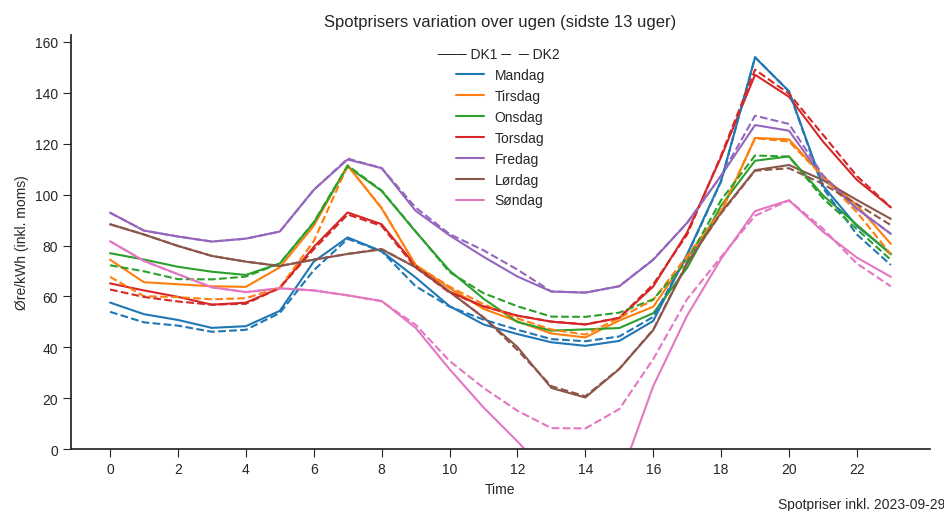 Spotprisers variation over ugen (sidste 13 uger)
DK1 DK2
Mandag
Tirsdag
Onsdag
Torsdag
Fredag
Lørdag
Søndag
Øre/kWh (inkl. moms)
160
140
120
100
80
60
40
20
0
0 2 4 6 8 10 12 14 16 18 20 22
Time
Spotpriser inkl. 2023-09-29